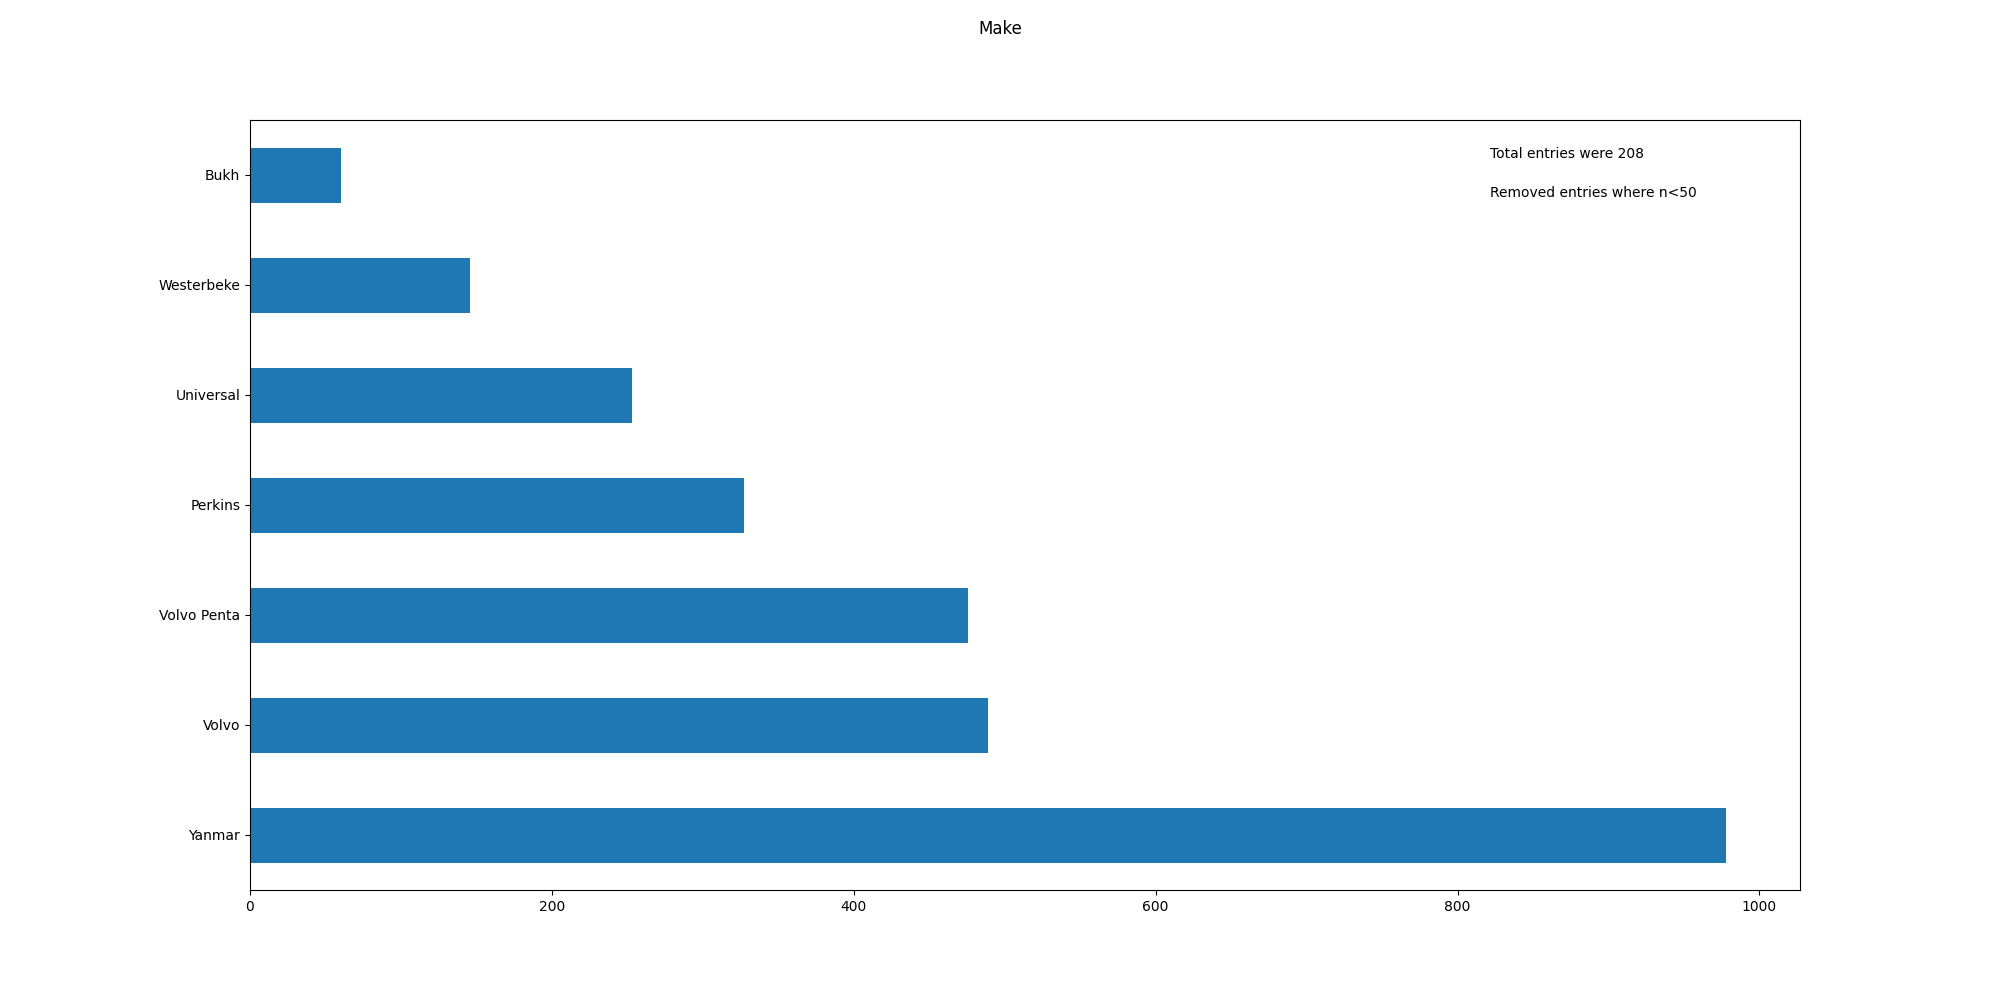 Make
Total entries were 208
Removed entries where n<50
Bukh
Westerbeke
Universal
Perkins
Volvo Penta
Volvo
Yanmar
0 200 400 600 800 1000